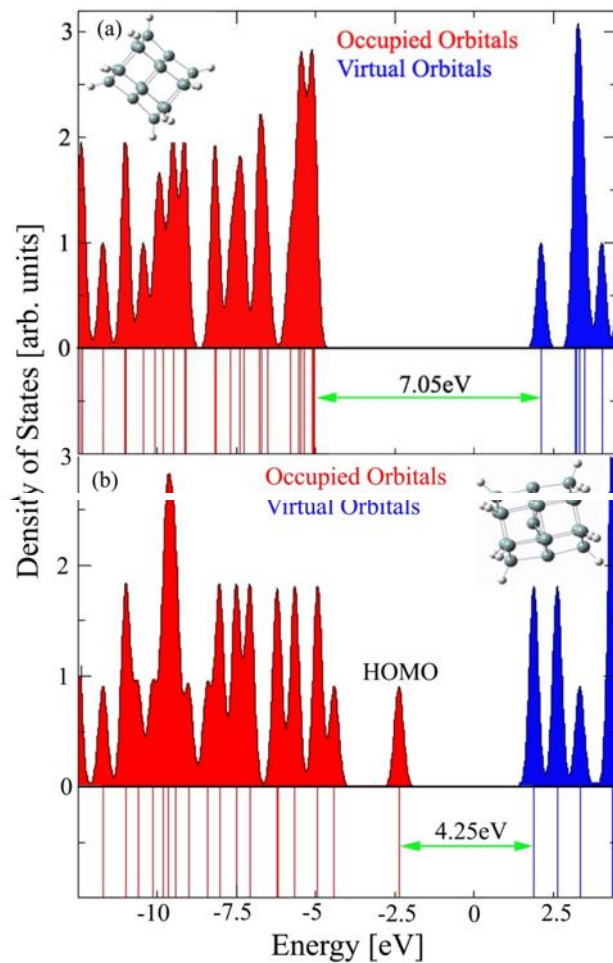 3
(a)
Occupied Orbitals
Virtual Orbitals
2
1
0
7.05eV
Density of States [arb. units]
3
(b)
Occupied Orbitals
Virtual Orbitals
2
HOMO
1
0
4.25eV
-10 -7.5 -5 -2.5 0 2.5
Energy [eV]